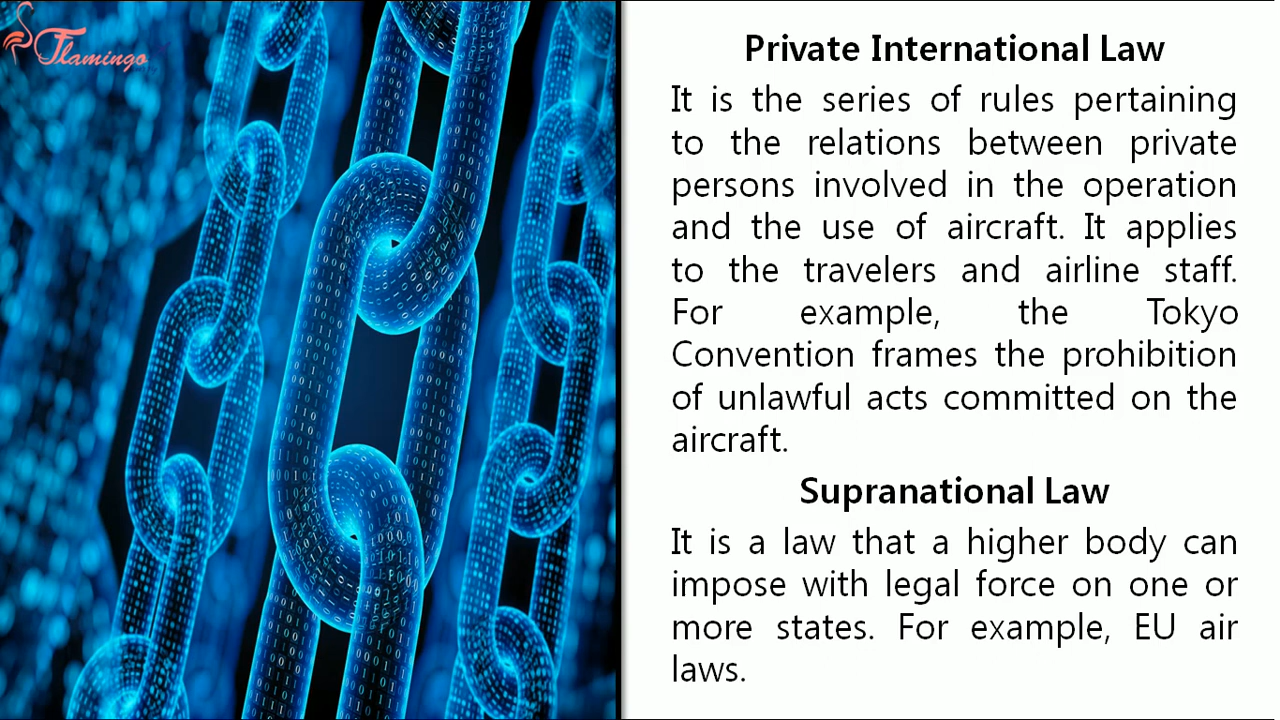 Flamingo
Private International Law
It is the series of rules pertaining
to the relations between private
persons involved in the operation
and the use of aircraft. It applies
to the travelers and airline staff.
For example, the Tokyo
Convention frames the prohibition
of unlawful acts committed on the
aircraft.
Supranational Law
It is a law that a higher body can
impose with legal force on one or
more states. For example, EU air
laws.